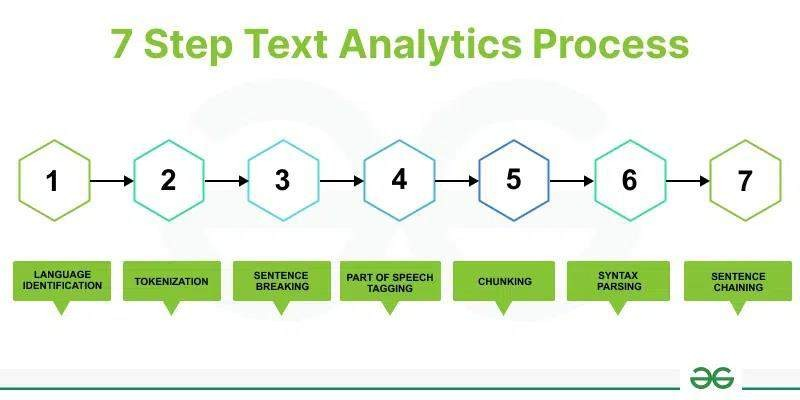 7 Step Text Analytics Process
1
2
3
4
5
6
7
LANGUAGE
IDENTIFICATION
TOKENIZATION
SENTENCE
BREAKING
PART OF SPEECH
TAGGING
CHUNKING
SYNTAX
PARSING
SENTENCE
CHAINING